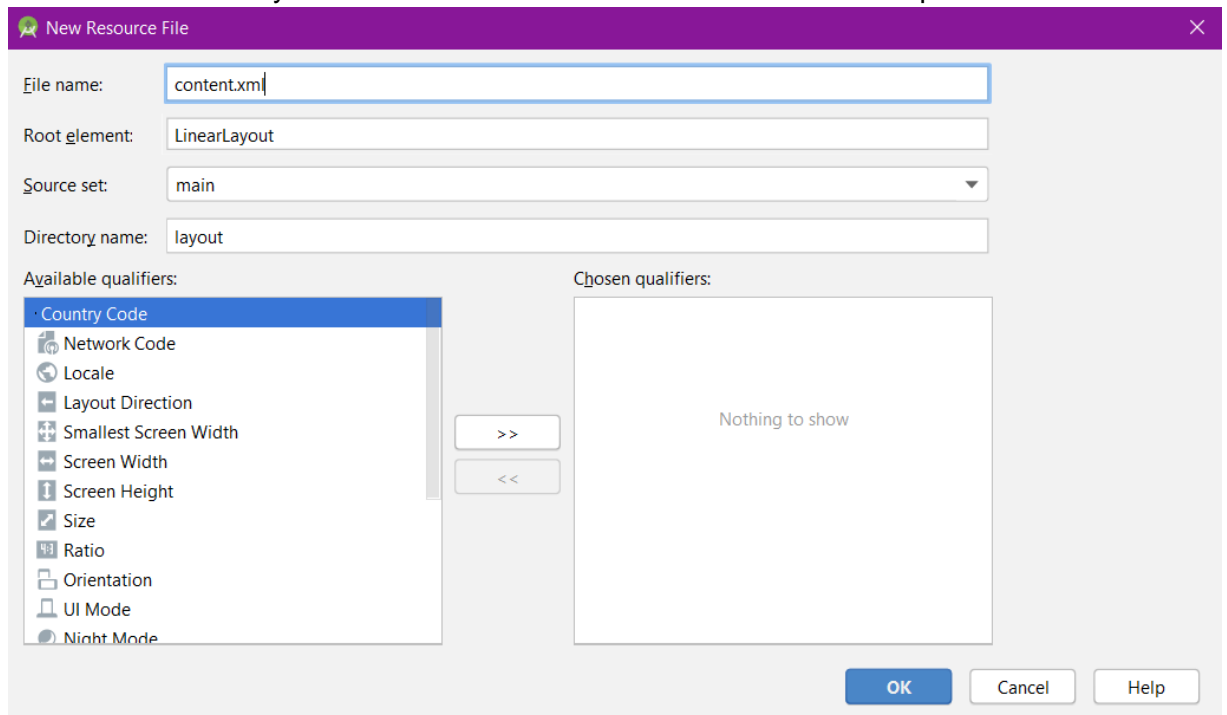 New Resource File
File name: content.xml
Root element: LinearLayout
Source set: main
Directory name: layout
Available qualifiers: Chosen qualifiers:
Country Code
Network Code
Locale
Layout Direction
Smallest Screen Width
Screen Width
Screen Height
Size
Ratio
Orientation
UI Mode
Night Mode
>>
<<
Nothing to show
OK Cancel Help